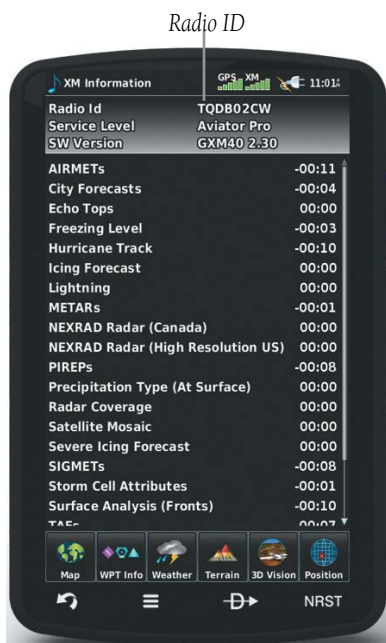 Radio ID
XM Information GPS XM 11:01
Radio Id TQDB02CW
Service Level Aviator Pro
SW Version GXM40 2.30
AIRMETs -00:11
City Forecasts -00:04
Echo Tops 00:00
Freezing Level -00:03
Hurricane Track -00:10
Icing Forecast 00:00
Lightning 00:00
METARs -00:01
NEXRAD Radar (Canada) 00:00
NEXRAD Radar (High Resolution US) 00:00
PIREPs -00:08
Precipitation Type (At Surface) 00:00
Radar Coverage 00:00
Satellite Mosaic 00:00
Severe Icing Forecast 00:00
SIGMETs -00:08
Storm Cell Attributes -00:01
Surface Analysis (Fronts) -00:10
TAFs 00:07
Map WPT Info Weather Terrain 3D Vision Position
D NRST